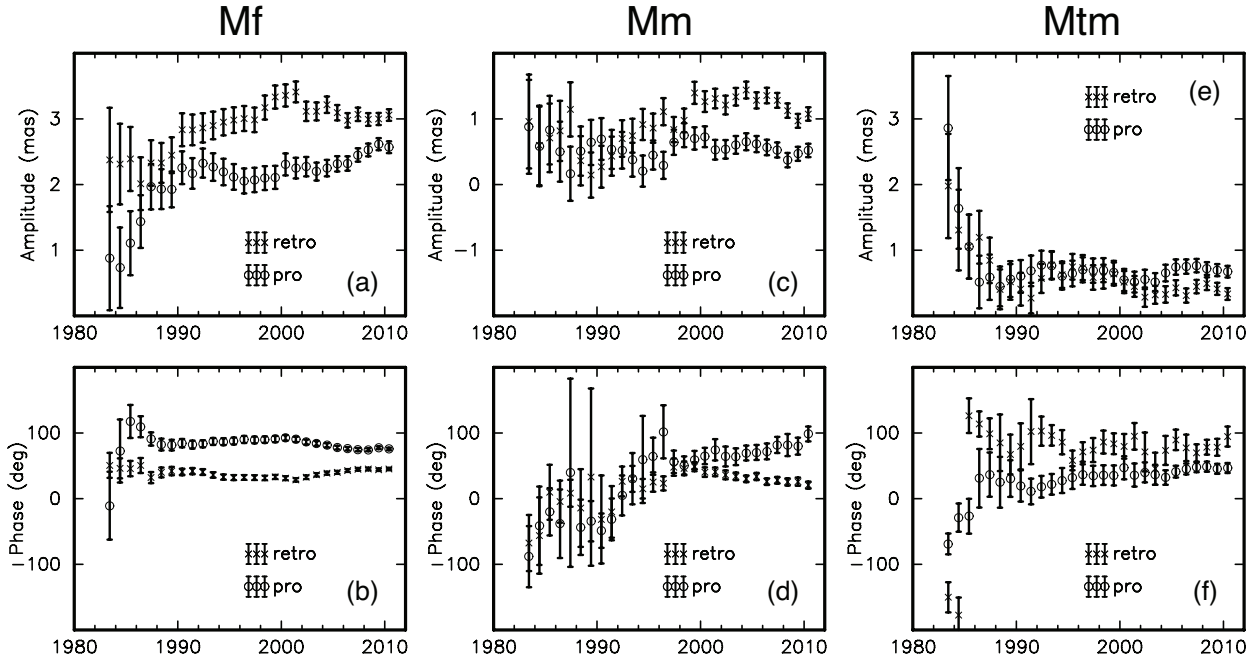 Mf
Mm
Mtm
Amplitude (mas)
3
2
1
retro
pro
(a)
1980 1990 2000 2010
Amplitude (mas)
1
0
−1
retro
pro
(c)
1980 1990 2000 2010
Amplitude (mas)
3
2
1
retro
pro
(e)
1980 1990 2000 2010
Phase (deg)
100
0
−100
retro
pro
(b)
1980 1990 2000 2010
Phase (deg)
100
0
−100
retro
pro
(d)
1980 1990 2000 2010
Phase (deg)
100
0
−100
retro
pro
(f)
1980 1990 2000 2010